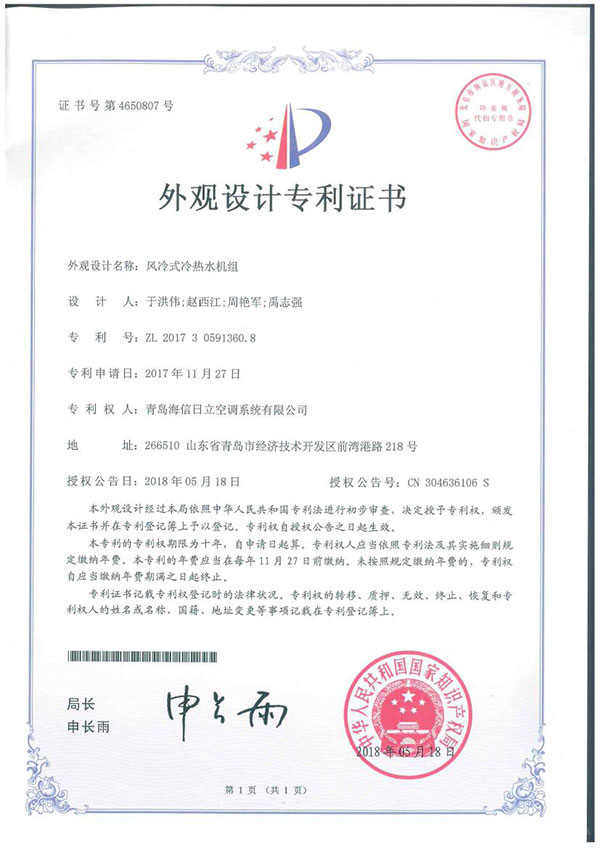 证书号第4650807号
北京市海淀区地方税务局
印花税
代扣专用章
国家知识产权局
外观设计专利证书
外观设计名称：风冷式冷热水机组
设 计 人：于洪伟;赵西江;周艳军;禹志强
专 利 号：ZL 2017 3 0591360.8
专利申请日：2017年11月27日
专 利 权 人：青岛海信日立空调系统有限公司
地 址：266510 山东省青岛市经济技术开发区前湾港路218号
授权公告日：2018年05月18日 授权公告号：CN 304636106 S
本外观设计经过本局依照中华人民共和国专利法进行初步审查，决定授予专利权，颁发
本证书并在专利登记簿上予以登记。专利权自授权公告之日起生效。
本专利的专利权期限为十年，自申请日起算。专利权人应当依照专利法及其实施细则规
定缴纳年费。本专利的年费应当在每年11月27日前缴纳。未按照规定缴纳年费的，专利权
自应当缴纳年费期满之日起终止。
专利证书记载专利权登记时的法律状况。专利权的转移、质押、无效、终止、恢复和专
利权人的姓名或名称、国籍、地址变更等事项记载在专利登记簿上。
局长
申长雨
申长雨
中华人民共和国国家知识产权局
2018年05月18日
第1页（共1页）